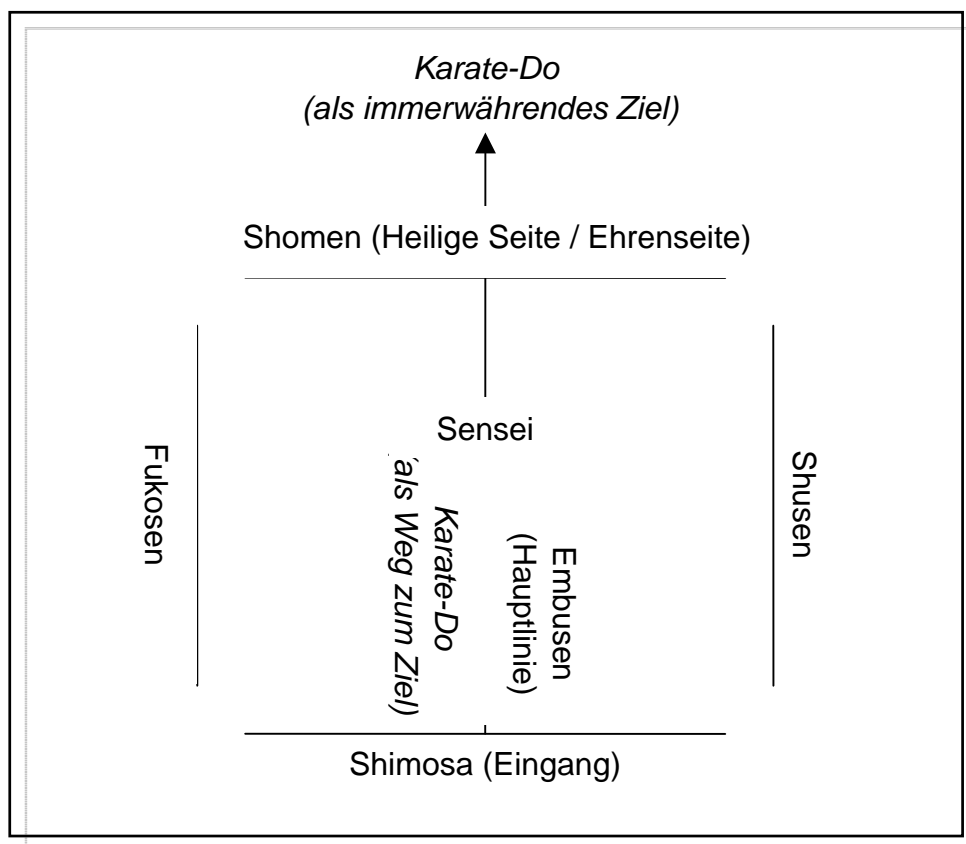 Karate-Do
(als immerwährendes Ziel)
Shomen (Heilige Seite / Ehrenseite)
Sensei
Fukosen
Karate-Do
(als Weg zum Ziel)
Embusen
(Hauptlinie)
Shusen
Shimosa (Eingang)